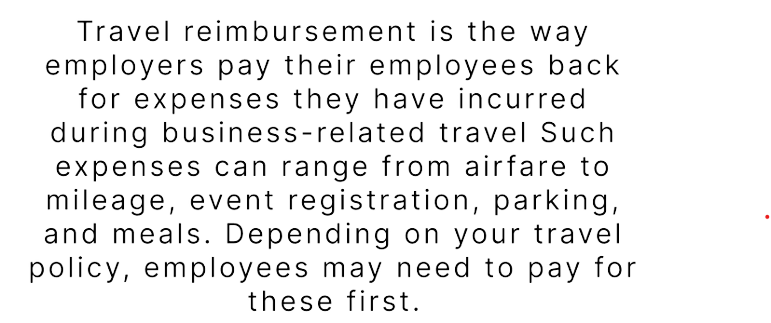 Travel reimbursement is the way
employers pay their employees back
for expenses they have incurred
during business-related travel Such
expenses can range from airfare to
mileage, event registration, parking,
and meals. Depending on your travel
policy, employees may need to pay for
these first.